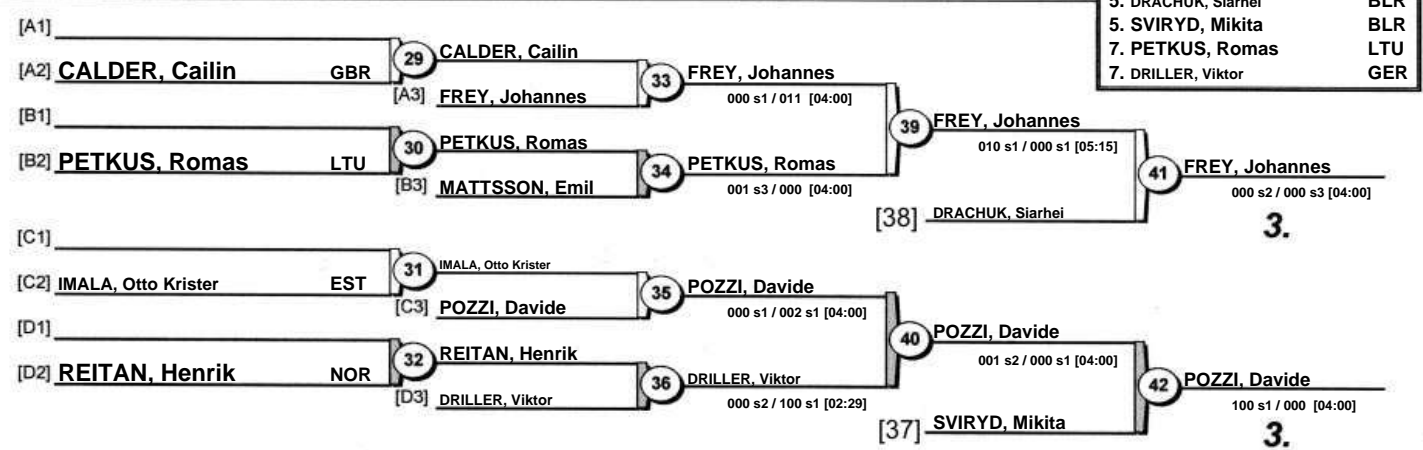 5. DRACHUK, Siarhei BLR
5. SVIRYD, Mikita BLR
7. PETKUS, Romas LTU
7. DRILLER, Viktor GER
[A1]
[A2] CALDER, Cailin GBR
29
CALDER, Cailin
[A3] FREY, Johannes
33
FREY, Johannes
000 s1 / 011 [04:00]
[B1]
[B2] PETKUS, Romas LTU
30
PETKUS, Romas
[B3] MATTSSON, Emil
34
PETKUS, Romas
001 s3 / 000 [04:00]
39
FREY, Johannes
010 s1 / 000 s1 [05:15]
[38] DRACHUK, Siarhei
41
FREY, Johannes
000 s2 / 000 s3 [04:00]
3.
[C1]
[C2] IMALA, Otto Krister EST
31
IMALA, Otto Krister
[C3] POZZI, Davide
35
POZZI, Davide
000 s1 / 002 s1 [04:00]
[D1]
[D2] REITAN, Henrik NOR
32
REITAN, Henrik
[D3] DRILLER, Viktor
36
DRILLER, Viktor
000 s2 / 100 s1 [02:29]
40
POZZI, Davide
001 s2 / 000 s1 [04:00]
[37] SVIRYD, Mikita
42
POZZI, Davide
100 s1 / 000 [04:00]
3.